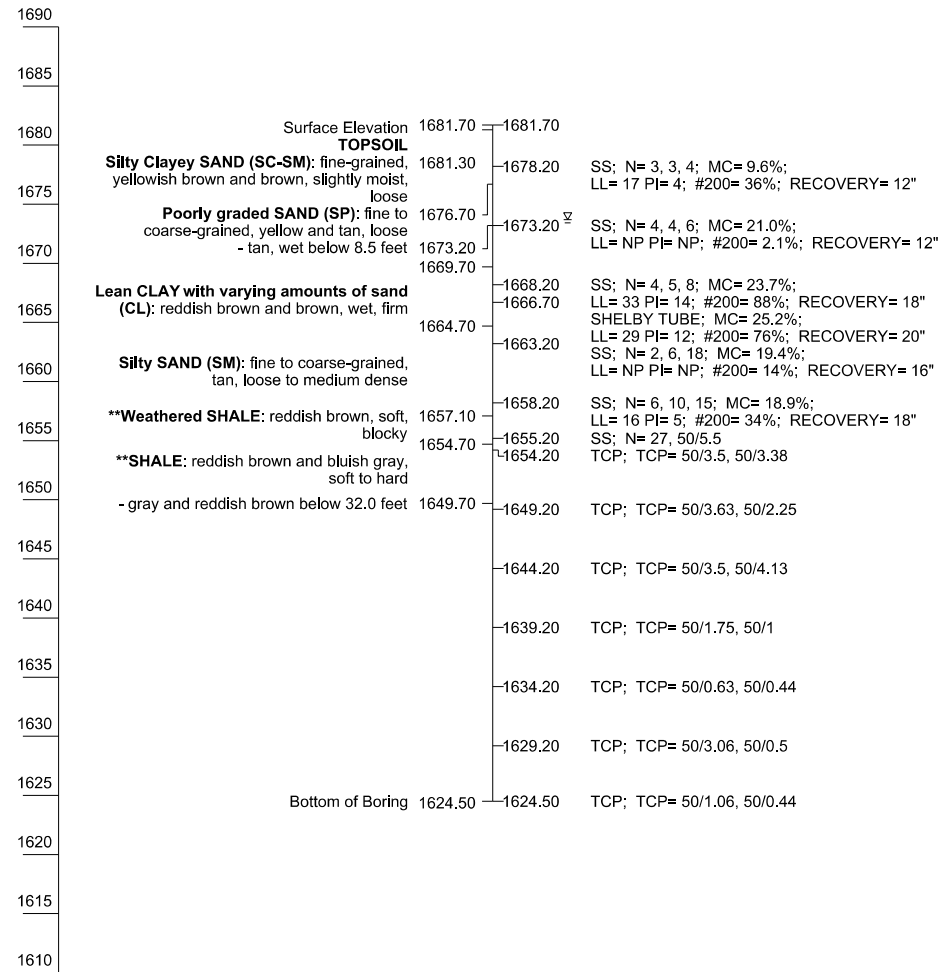 1690
1685
1680
1675
1670
1665
1660
1655
1650
1645
1640
1635
1630
1625
1620
1615
1610
Surface Elevation 1681.70 1681.70
TOPSOIL
Silty Clayey SAND (SC-SM): fine-grained, 1681.30
yellowish brown and brown, slightly moist,
loose
1678.20 SS; N= 3, 3, 4; MC= 9.6%;
LL= 17 PI= 4; #200= 36%; RECOVERY= 12"
Poorly graded SAND (SP): fine to 1676.70
coarse-grained, yellow and tan, loose
- tan, wet below 8.5 feet 1673.20
1673.20 SS; N= 4, 4, 6; MC= 21.0%;
LL= NP PI= NP; #200= 2.1%; RECOVERY= 12"
1669.70
Lean CLAY with varying amounts of sand
(CL): reddish brown and brown, wet, firm
1668.20 SS; N= 4, 5, 8; MC= 23.7%;
1666.70 LL= 33 PI= 14; #200= 88%; RECOVERY= 18"
SHELBY TUBE; MC= 25.2%;
LL= 29 PI= 12; #200= 76%; RECOVERY= 20"
1664.70
1663.20 SS; N= 2, 6, 18; MC= 19.4%;
LL= NP PI= NP; #200= 14%; RECOVERY= 16"
Silty SAND (SM): fine to coarse-grained,
tan, loose to medium dense
1658.20 SS; N= 6, 10, 15; MC= 18.9%;
LL= 16 PI= 5; #200= 34%; RECOVERY= 18"
**Weathered SHALE: reddish brown, soft, 1657.10
blocky
1655.20 SS; N= 27, 50/5.5
1654.70
1654.20 TCP; TCP= 50/3.5, 50/3.38
**SHALE: reddish brown and bluish gray,
soft to hard
- gray and reddish brown below 32.0 feet 1649.70
1649.20 TCP; TCP= 50/3.63, 50/2.25
1644.20 TCP; TCP= 50/3.5, 50/4.13
1639.20 TCP; TCP= 50/1.75, 50/1
1634.20 TCP; TCP= 50/0.63, 50/0.44
1629.20 TCP; TCP= 50/3.06, 50/0.5
Bottom of Boring 1624.50 1624.50 TCP; TCP= 50/1.06, 50/0.44